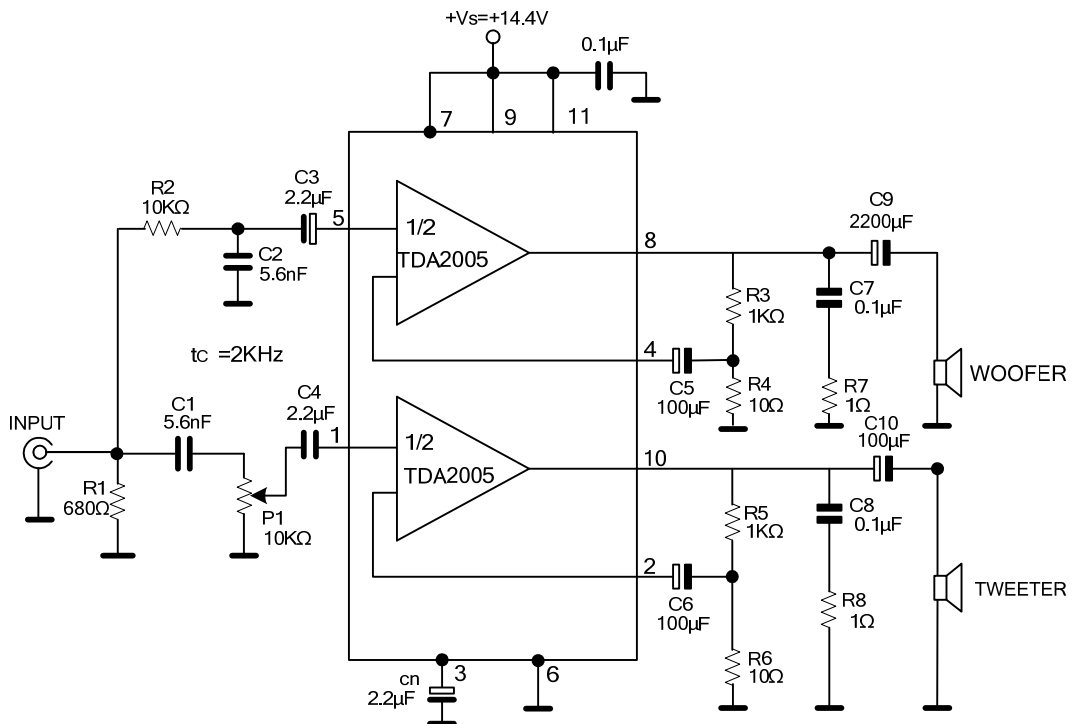 +Vs=+14.4V
0.1µF
7
9
11
R2
10KΩ
C3
2.2µF
5
1/2
TDA2005
8
C9
2200µF
C2
5.6nF
R3
1KΩ
C7
0.1µF
tc =2KHz
4
C5
100µF
R4
10Ω
R7
1Ω
WOOFER
INPUT
C1
5.6nF
C4
2.2µF
1
1/2
TDA2005
10
C10
100µF
R1
680Ω
P1
10KΩ
R5
1KΩ
C8
0.1µF
2
C6
100µF
R8
1Ω
TWEETER
R6
10Ω
cn
2.2µF
3
6